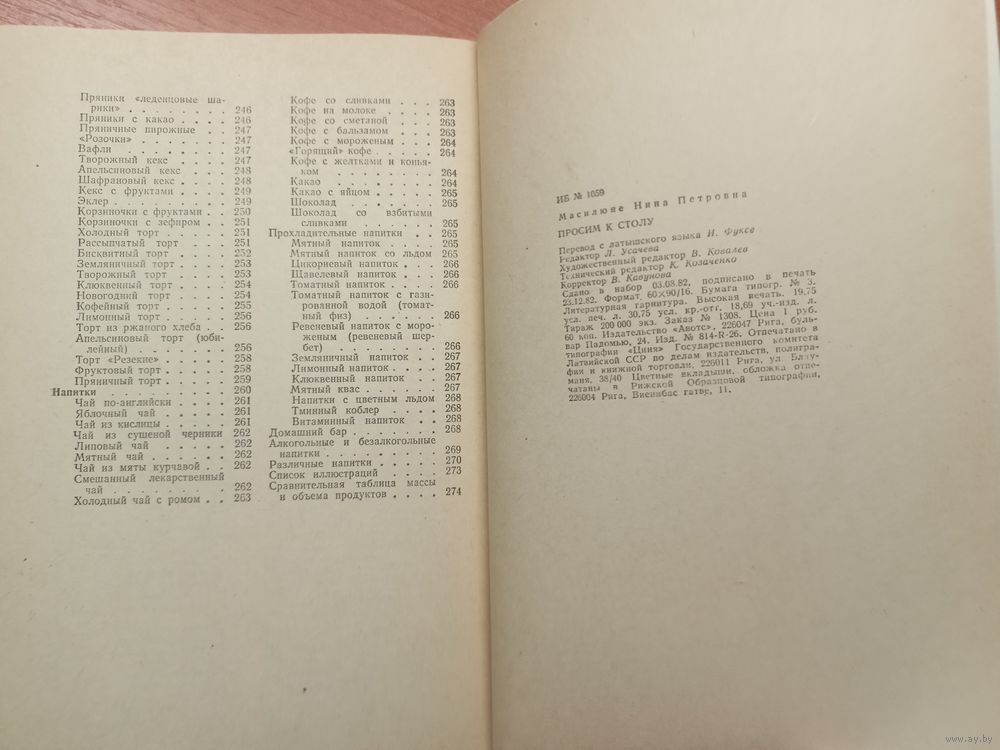 Пряники «леденцовые ша-
рики» . . . . . . . . 246
Пряники с какао . . . . 246
Пряничные пирожные . . 247
«Розочки» . . . . . . . 247
Вафли . . . . . . . 247
Творожный кекс . . . . 247
Апельсиновый кекс . . . 248
Шафрановый кекс . . . . 248
Кекс с фруктами . . . . 249
Эклер . . . . . . . . 249
Корзиночки с фруктами . . 250
Корзиночки с зефиром . . 251
Холодный торт . . . . 251
Рассыпчатый торт . . . 251
Бисквитный торт . . . . 252
Земляничный торт . . . 253
Творожный торт . . . . 253
Клюквенный торт . . . . 254
Новогодний торт . . . . 254
Кофейный торт . . . . 255
Лимонный торт . . . . 256
Торт из ржаного хлеба . . 256
Апельсиновый торт (юби-
лейный) . . . . . . . 256
Торт «Резекне» . . . . . 258
Фруктовый торт . . . . 258
Пряничный торт . . . . 259
Напитки . . . . . . . . 260
Чай по-английски . . . . 261
Яблочный чай . . . . . 261
Чай из кислицы . . . . . 261
Чай из сушеной черники 262
Липовый чай . . . . . 262
Мятный чай . . . . . . 262
Чай из мяты курчавой . . 262
Смешанный лекарственный
чай . . . . . . . . 262
Холодный чай с ромом . . 263
Кофе со сливками . . . 263
Кофе на молоке . . . . 263
Кофе со сметаной . . . 263
Кофе с бальзамом . . . 263
Кофе с мороженым . . . 264
«Горящий» кофе . . . . . 264
Кофе с желтками и конья-
ком . . . . . . . . 264
Какао . . . . . . . . 264
Какао с яйцом . . . . . 265
Шоколад . . . . . . . 265
Шоколад со взбитыми
сливками . . . . . . 265
Прохладительные напитки . . 265
Мятный напиток . . . . 265
Мятный напиток со льдом 265
Цикорневый напиток . . . 266
Щавелевый напиток . . . 266
Томатный напиток . . . . 266
Томатный напиток с гази-
рованной водой (томат-
ный физ) . . . . . . 266
Ревеневый напиток с моро-
женым (ревеневый шер-
бет) . . . . . . . . 266
Земляничный напиток . . 267
Лимонный напиток . . . . 267
Клюквенный напиток . . 267
Мятный квас . . . . . . 267
Напитки с цветным льдом 268
Тминный коблер . . . . 268
Витаминный напиток . . 268
Домашний бар . . . . . . . 268
Алкогольные и безалкогольные
напитки . . . . . . . . 269
Различные напитки . . . . . 270
Список иллюстраций . . . . 273
Сравнительная таблица массы
и объема продуктов . . . . 274
ИБ № 1059
Масилюне Нина Петровна
ПРОСИМ К СТОЛУ
Перевод с латышского языка И. Фуксе
Редактор Л. Усачева
Художественный редактор В. Ковалев
Технический редактор К. Козаченко
Корректор В. Кавунова
Сдано в набор 03.08.82, подписано в печать
23.12.82. Формат 60×90/16. Бумага типогр. № 3.
Литературная гарнитура. Высокая печать. 19,75
усл. печ. л. 30,75 усл. кр.-отт. 18,69 уч.-изд. л.
Тираж 200 000 экз. Заказ № 1308. Цена 1 руб.
60 коп. Издательство «Авотс», 226047 Рига, буль-
вар Падомью, 24. Изд. № 814-R-26. Отпечатано в
типографии «Циня» Государственного комитета
Латвийской ССР по делам издательств, полигра-
фии и книжной торговли, 226011 Рига, ул Блау-
маня, 38/40 Цветные вкладыши, обложка отпе-
чатаны в Рижской Образцовой типографии,
226004 Рига, Виенибас гатве, 11.
www.ay.by